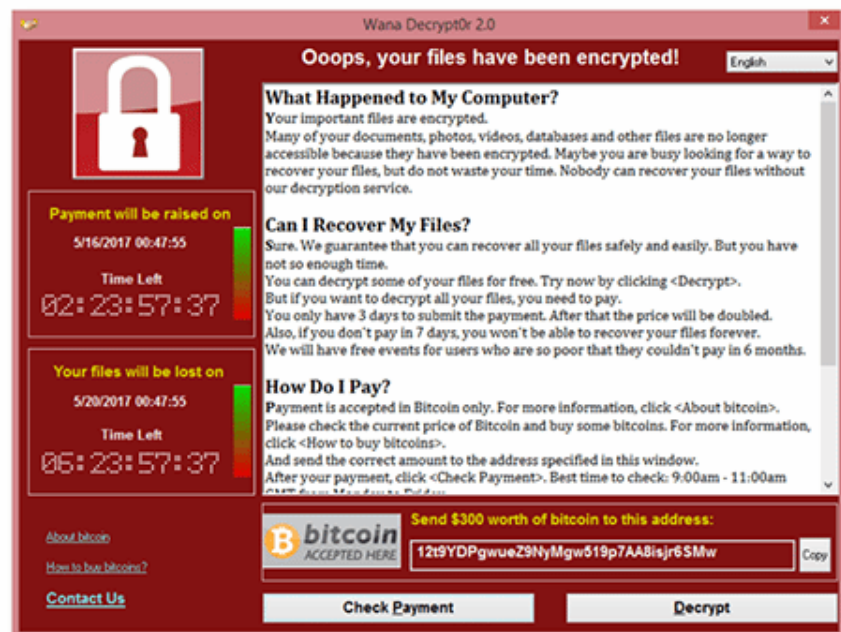 Wana Decrypt0r 2.0
Ooops, your files have been encrypted!
English
What Happened to My Computer?
Your important files are encrypted.
Many of your documents, photos, videos, databases and other files are no longer
accessible because they have been encrypted. Maybe you are busy looking for a way to
recover your files, but do not waste your time. Nobody can recover your files without
our decryption service.
Can I Recover My Files?
Sure. We guarantee that you can recover all your files safely and easily. But you have
not so enough time.
You can decrypt some of your files for free. Try now by clicking <Decrypt>.
But if you want to decrypt all your files, you need to pay.
You only have 3 days to submit the payment. After that the price will be doubled.
Also, if you don't pay in 7 days, you won't be able to recover your files forever.
We will have free events for users who are so poor that they couldn't pay in 6 months.
How Do I Pay?
Payment is accepted in Bitcoin only. For more information, click <About bitcoin>.
Please check the current price of Bitcoin and buy some bitcoins. For more information,
click <How to buy bitcoins>.
And send the correct amount to the address specified in this window.
After your payment, click <Check Payment>. Best time to check: 9:00am - 11:00am
GMT from Monday to Friday.
Payment will be raised on
5/16/2017 00:47:55
Time Left
02:23:57:37
Your files will be lost on
5/20/2017 00:47:55
Time Left
06:23:57:37
About bitcoin
How to buy bitcoins?
Contact Us
bitcoin
ACCEPTED HERE
Send $300 worth of bitcoin to this address:
12t9YDPgwueZ9NyMgw519p7AA8isjr6SMw
Copy
Check Payment
Decrypt